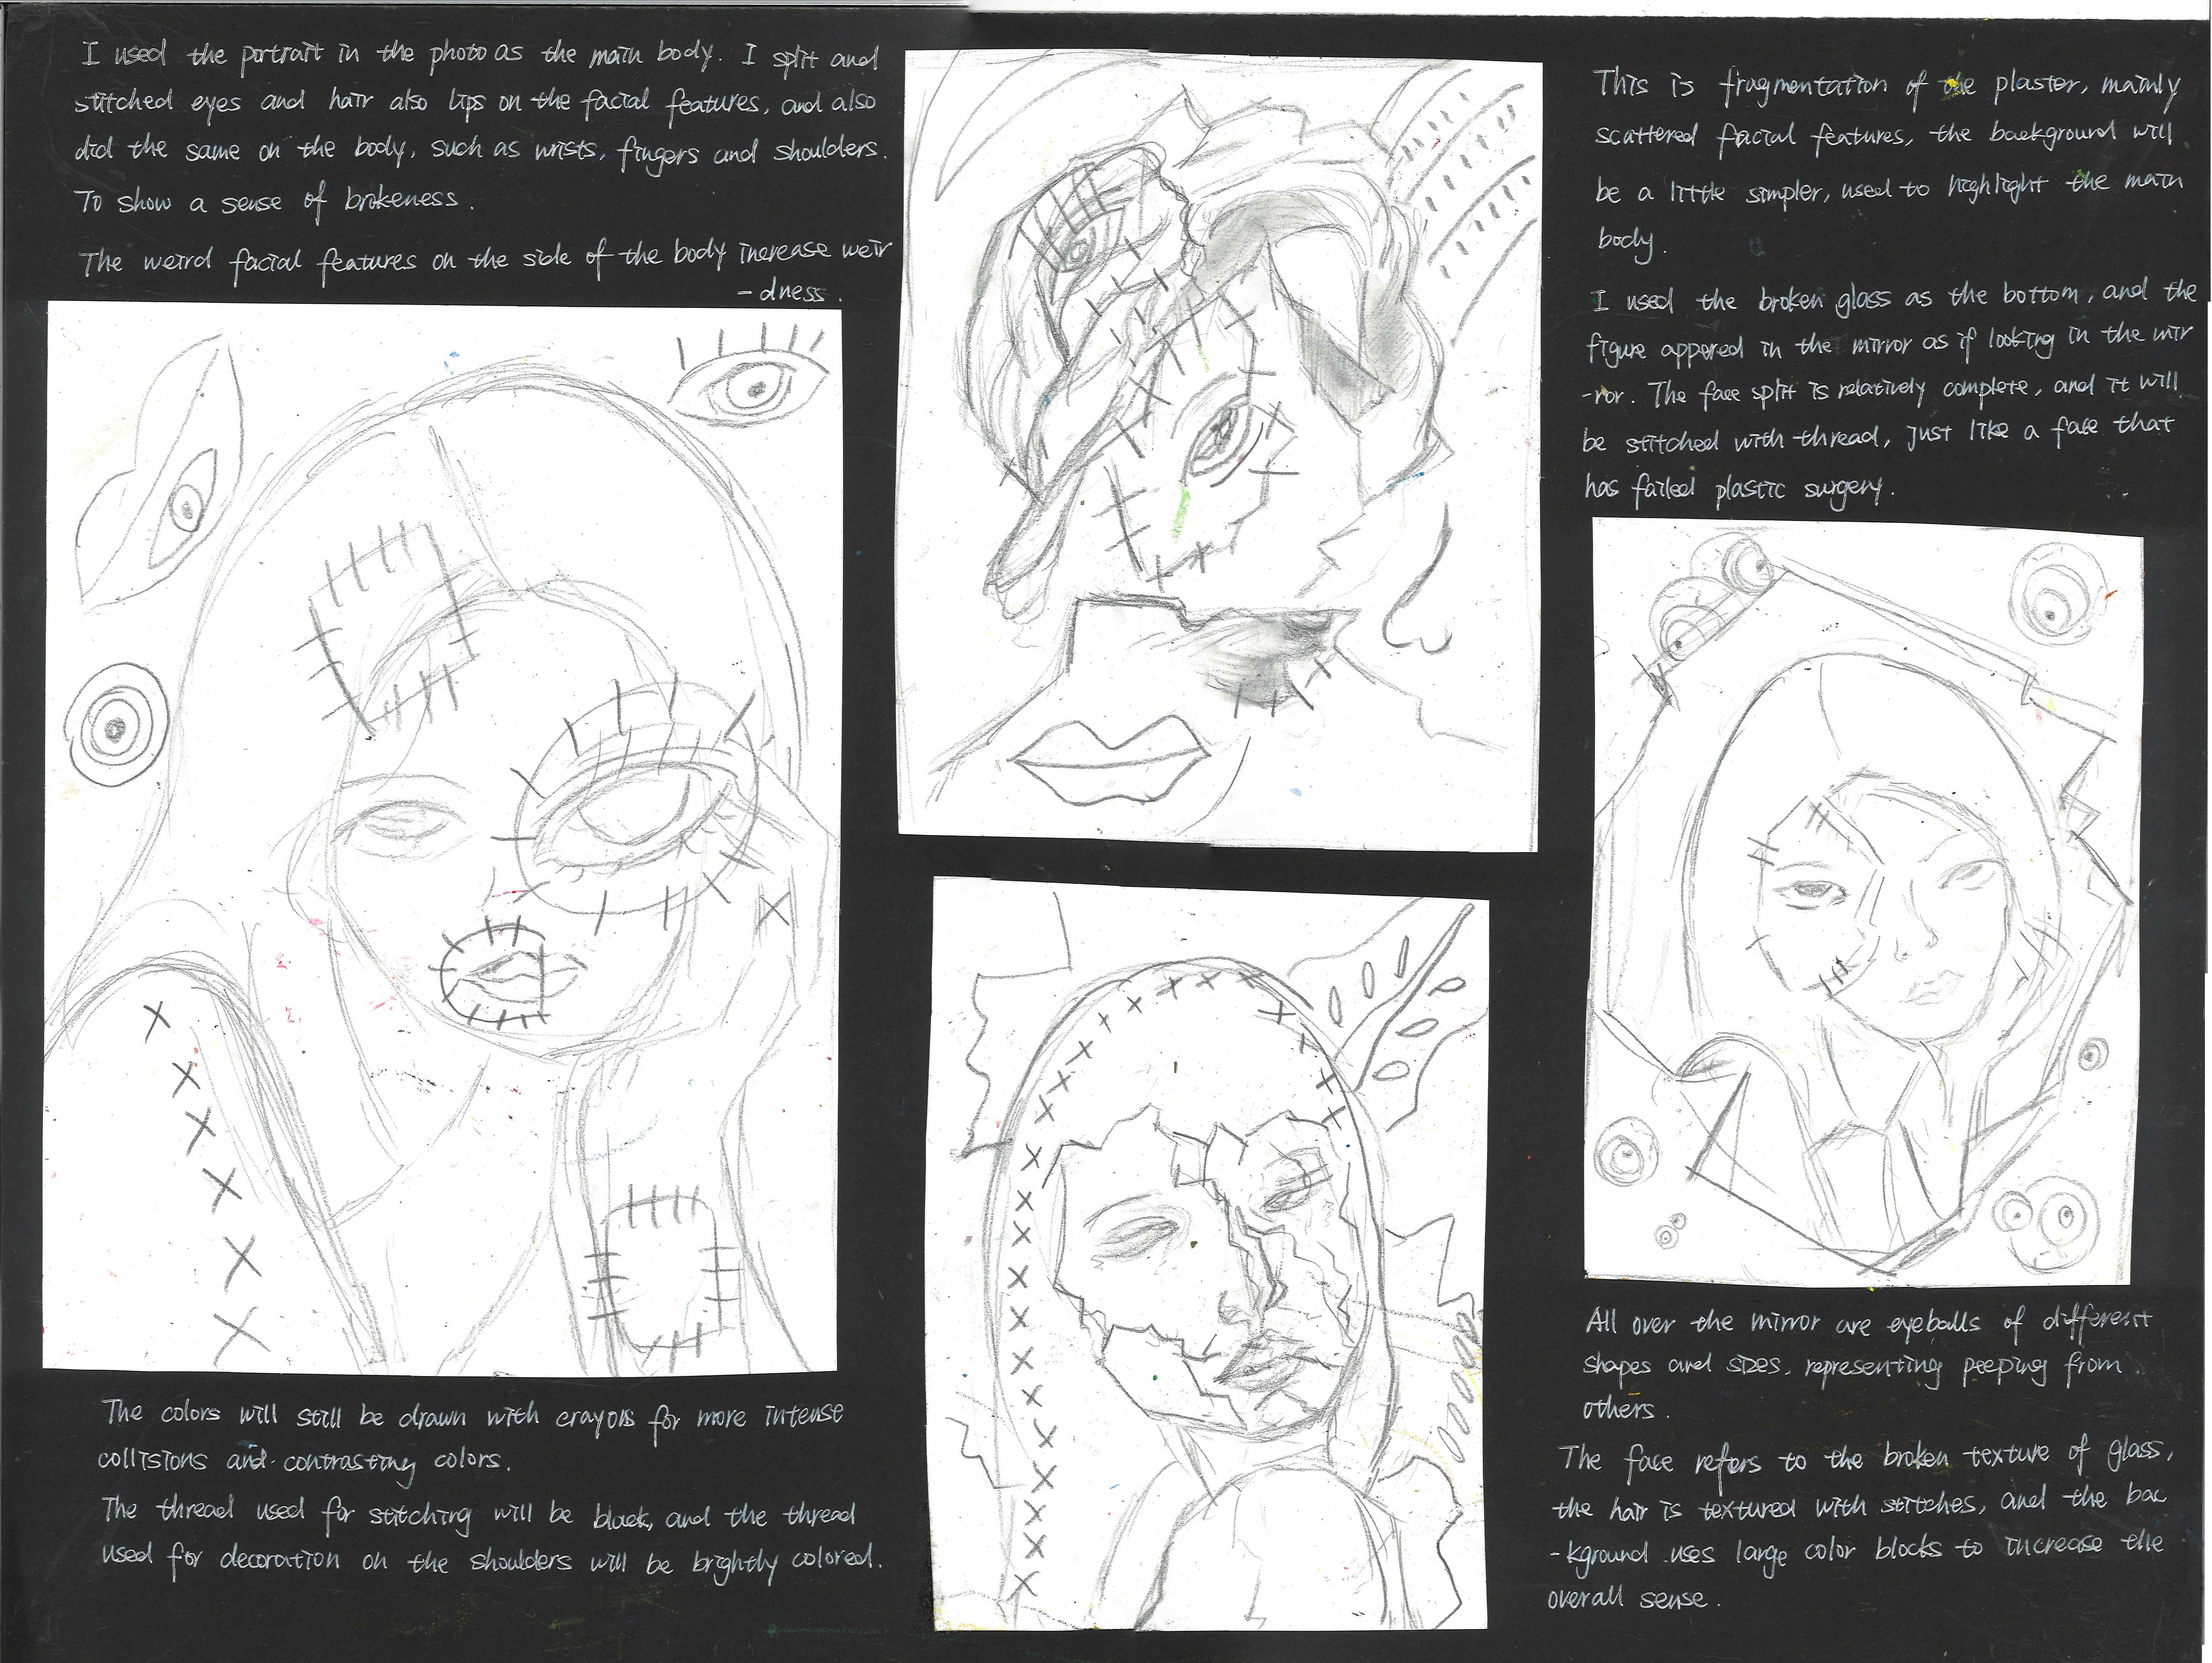 I used the portrait in the photo as the main body. I split and
stitched eyes and hair also lips on the facial features, and also
did the same on the body, such as wrists, fingers and shoulders.
To show a sense of brokeness.
The weird facial features on the side of the body increase weir
-dness.
The colors will still be drawn with crayons for more intense
collisions and contrasting colors.
The thread used for stitching will be black, and the thread
used for decoration on the shoulders will be brightly colored.
This is fragmentation of the plaster, mainly
scattered facial features, the background will
be a little simpler, used to highlight the main
body.
I used the broken glass as the bottom, and the
figure appered in the mirror as if looking in the mir
-ror. The face split is relatively complete, and it will
be stitched with thread, just like a face that
has failed plastic surgery.
All over the mirror are eyeballs of different
shapes and sizes, representing peeping from
others.
The face refers to the broken texture of glass,
the hair is textured with stitches, and the bac
-kground uses large color blocks to increase the
overall sense.